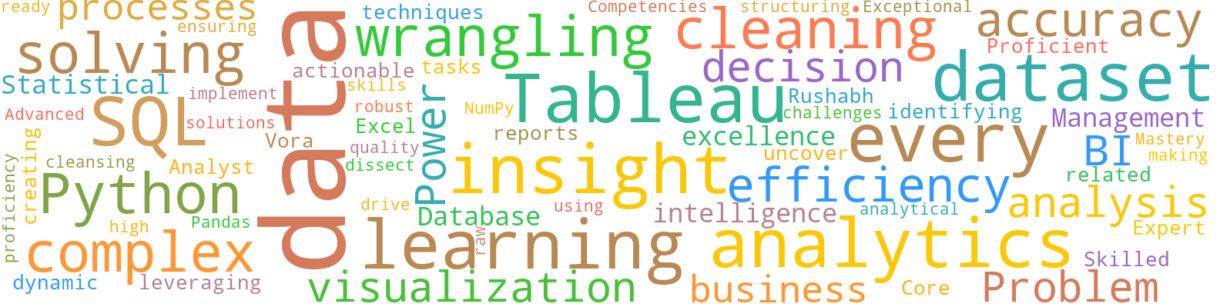 ready
processes
ensuring
solving
Statistical
actionable
implement
Advanced
SQL
solutions
Vora
creating
cleansing
Analyst
proficiency
Python
Pandas
high
complex
dynamic
leveraging
data
techniques
Competencies
structuring
Exceptional
wrangling
cleaning
accuracy
Proficient
tasks
skills
decision
dataset
Tableau
Rushabh
robust
NumPy
challenges
identifying
Excel
Power
reports
excellence
every
Management
quality
dissect
uncover
BI
Mastery
making
insight
efficiency
related
drive
Database
using
intelligence
analytical
analysis
raw
learning
analytics
Expert
Skilled
visualization
business
Core
Problem